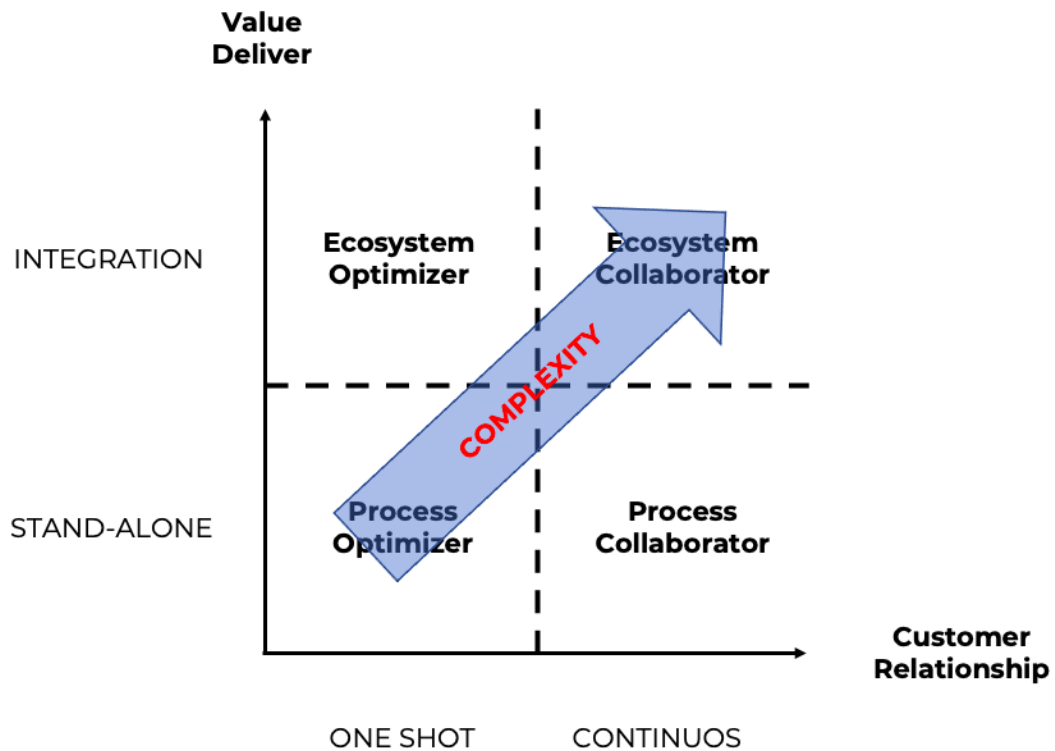 Value
Deliver
INTEGRATION
Ecosystem
Optimizer
Ecosystem
Collaborator
COMPLEXITY
STAND-ALONE
Process
Optimizer
Process
Collaborator
Customer
Relationship
ONE SHOT
CONTINUOS